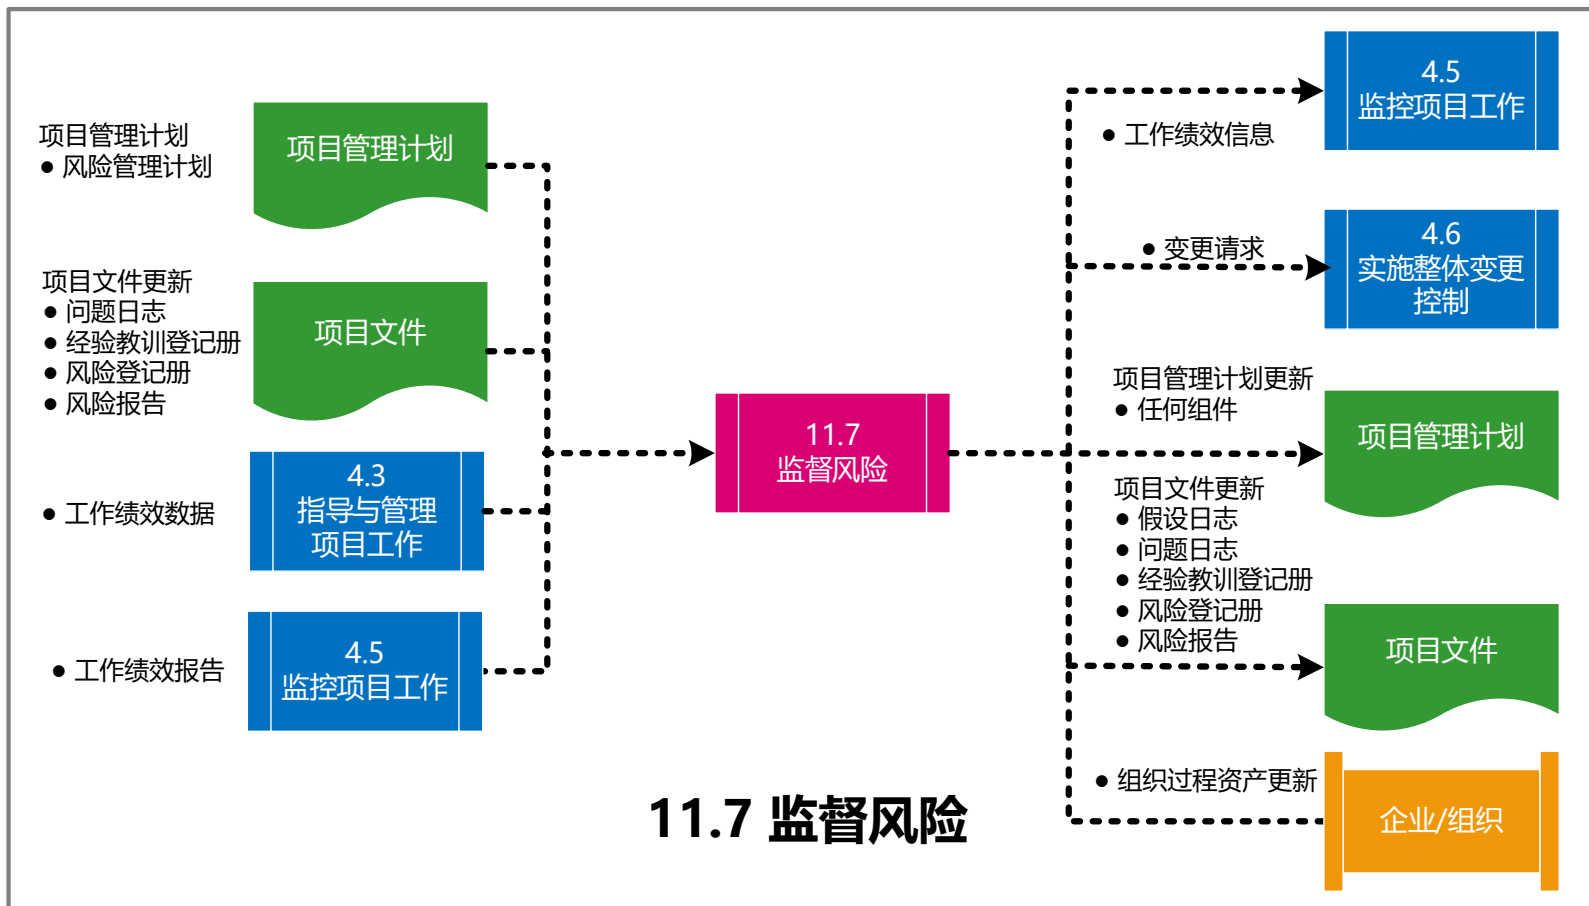 项目管理计划
● 风险管理计划
项目管理计划
项目文件更新
● 问题日志
● 经验教训登记册
● 风险登记册
● 风险报告
项目文件
● 工作绩效数据
4.3
指导与管理
项目工作
● 工作绩效报告
4.5
监控项目工作
11.7
监督风险
● 工作绩效信息
4.5
监控项目工作
● 变更请求
4.6
实施整体变更
控制
项目管理计划更新
● 任何组件
项目管理计划
项目文件更新
● 假设日志
● 问题日志
● 经验教训登记册
● 风险登记册
● 风险报告
项目文件
● 组织过程资产更新
企业/组织
11.7 监督风险